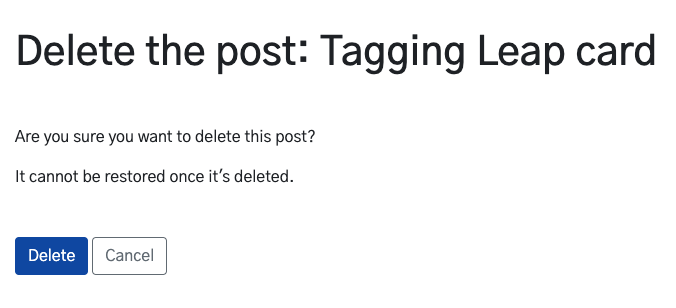 Delete the post: Tagging Leap card
Are you sure you want to delete this post?
It cannot be restored once it's deleted.
Delete Cancel